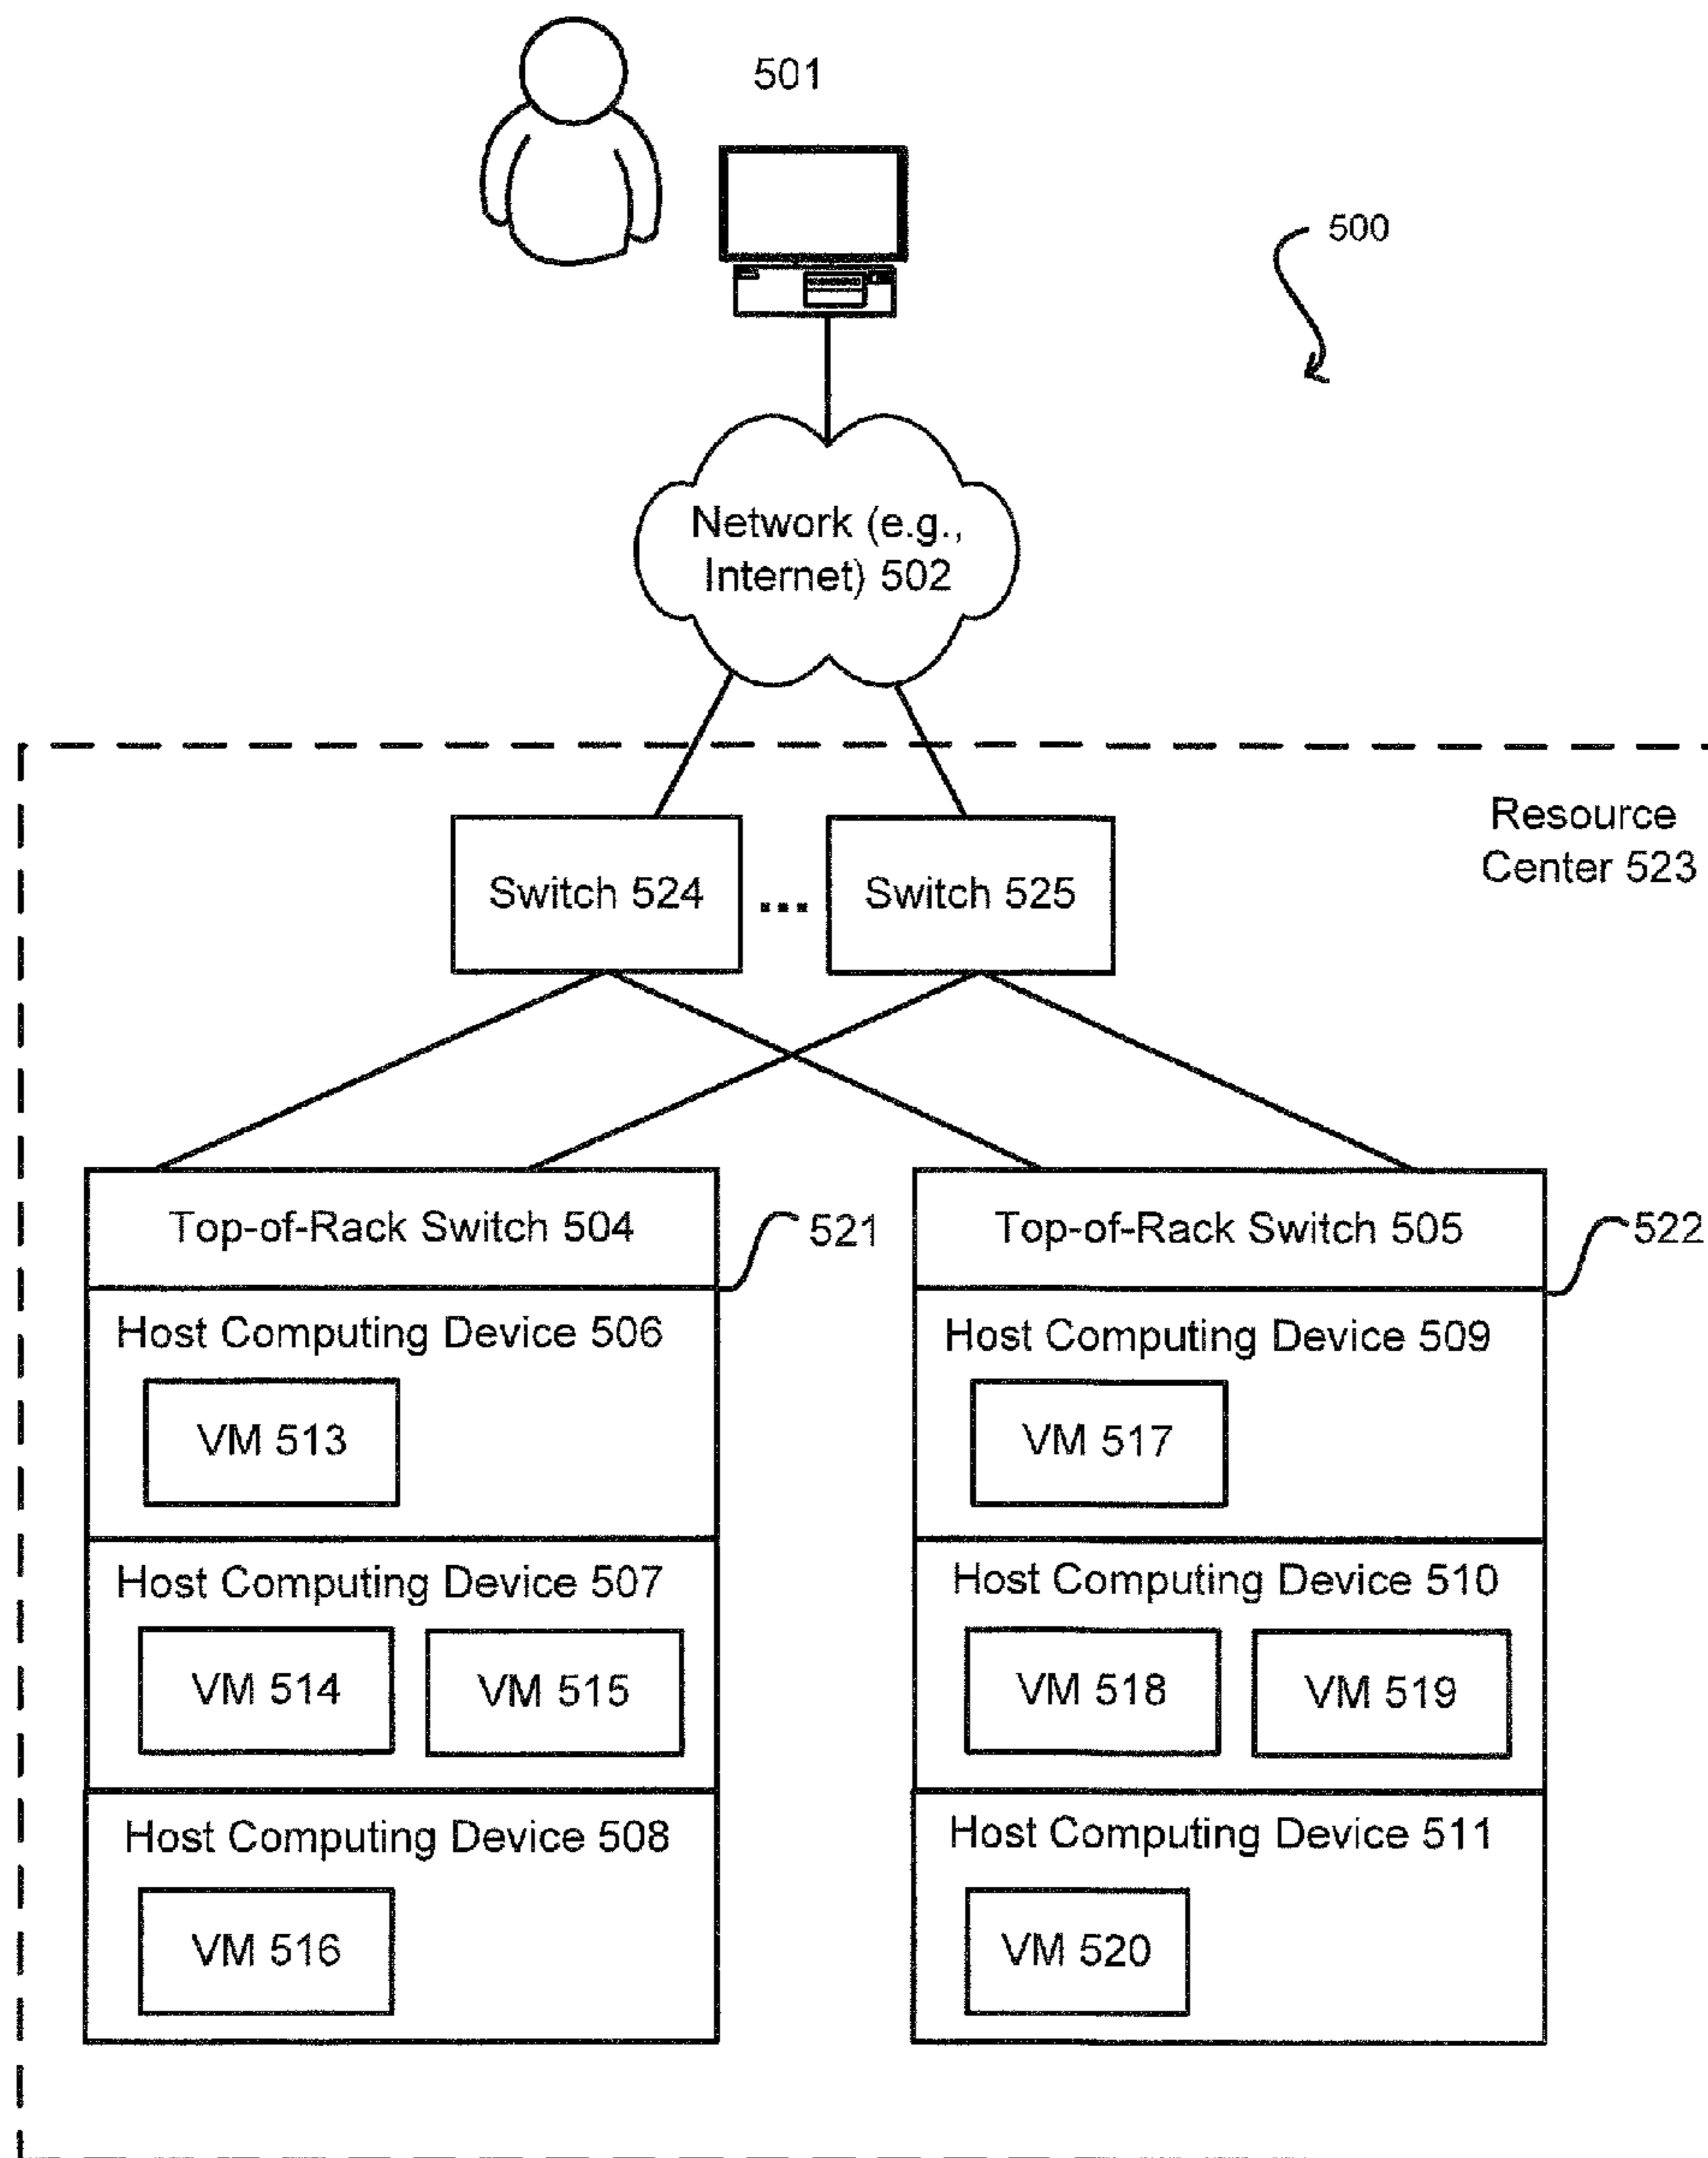 501
500
Network (e.g.,
Internet) 502
Resource
Center 523
Switch 524
...
Switch 525
Top-of-Rack Switch 504
521
Top-of-Rack Switch 505
522
Host Computing Device 506
VM 513
Host Computing Device 509
VM 517
Host Computing Device 507
VM 514
VM 515
Host Computing Device 510
VM 518
VM 519
Host Computing Device 508
VM 516
Host Computing Device 511
VM 520